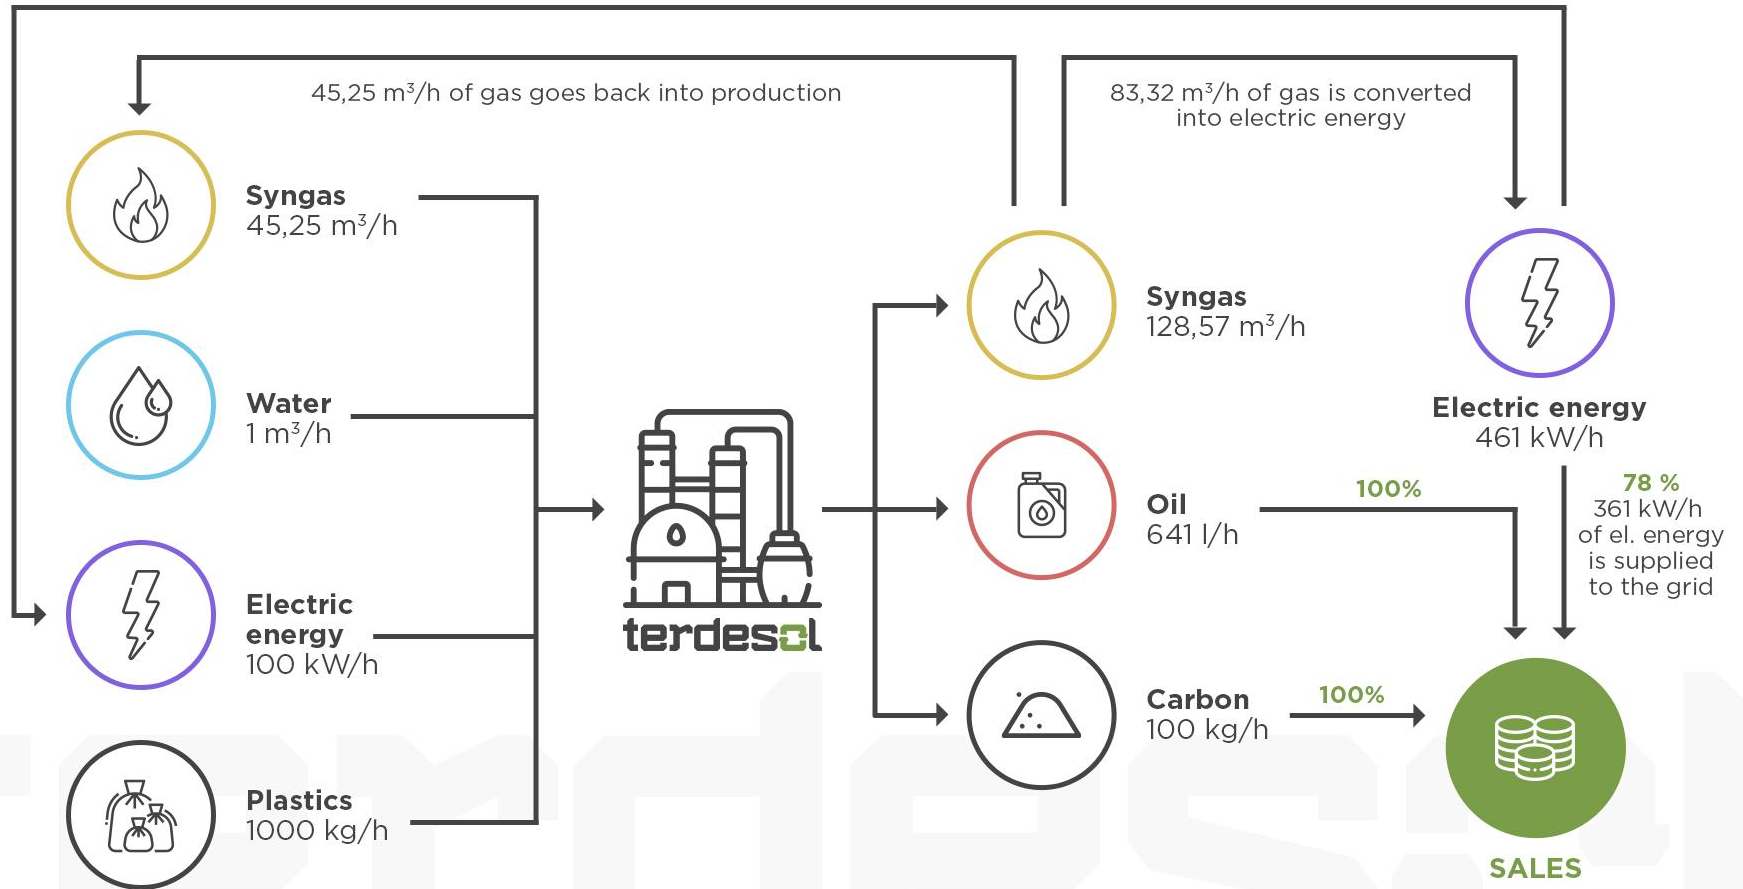 45,25 m³/h of gas goes back into production
83,32 m³/h of gas is converted
into electric energy
Syngas
45,25 m³/h
Water
1 m³/h
Electric
energy
100 kW/h
Plastics
1000 kg/h
terdesol
Syngas
128,57 m³/h
Oil
641 l/h
100%
Carbon
100 kg/h
100%
Electric energy
461 kW/h
78 %
361 kW/h
of el. energy
is supplied
to the grid
SALES
terdesol